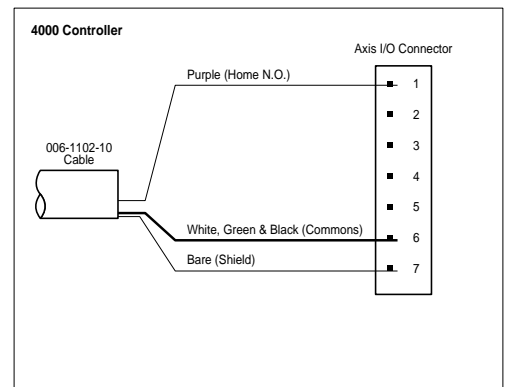 4000 Controller
Axis I/O Connector
Purple (Home N.O.)
1
2
3
006-1102-10
Cable
4
5
White, Green & Black (Commons)
6
Bare (Shield)
7